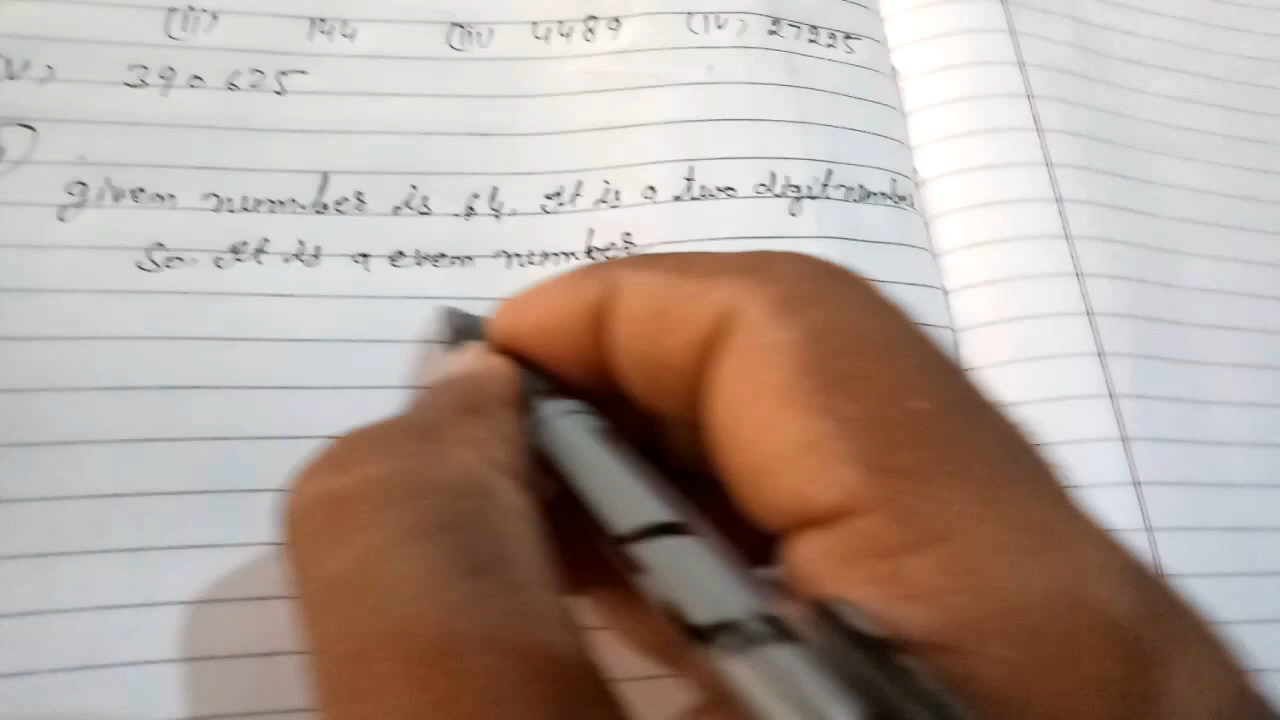 (ii) 144 (iii) 4489 (iv) 27225
(v) 390625
given number is 64. It is a two digit number
So It is a even number